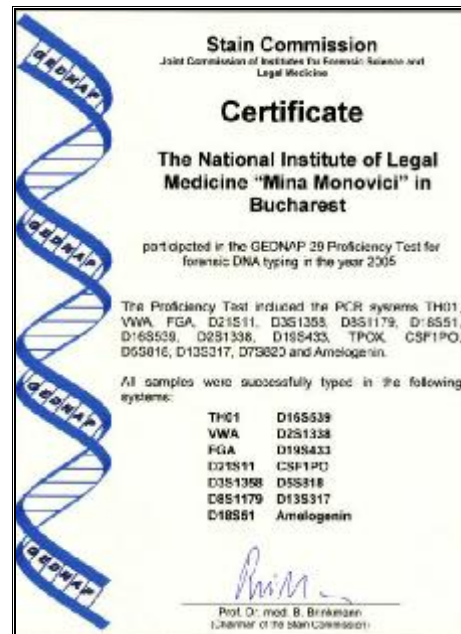 GEDNAP
Stain Commission
Joint Commission of Institutes for Forensic Science and
Legal Medicine
Certificate
The National Institute of Legal
Medicine “Mina Monovici” in
Bucharest
participated in the GEDNAP 29 Proficiency Test for
forensic DNA typing in the year 2005
The Proficiency Test included the PCR systems TH01,
VWA, FGA, D21S11, D3S1358, D8S1179, D18S51,
D16S539, D2S1338, D19S433, TPOX, CSF1PO,
D5S818, D13S317, D7S820 and Amelogenin.
All samples were successfully typed in the following
systems:
TH01 D16S539
VWA D2S1338
FGA D19S433
D21S11 CSF1PO
D3S1358 D5S818
D8S1179 D13S317
D18S51 Amelogenin
GEDNAP
GEDNAP
GEDNAP
Prof. Dr. med. B. Brinkmann
(Chairman of the Stain Commission)